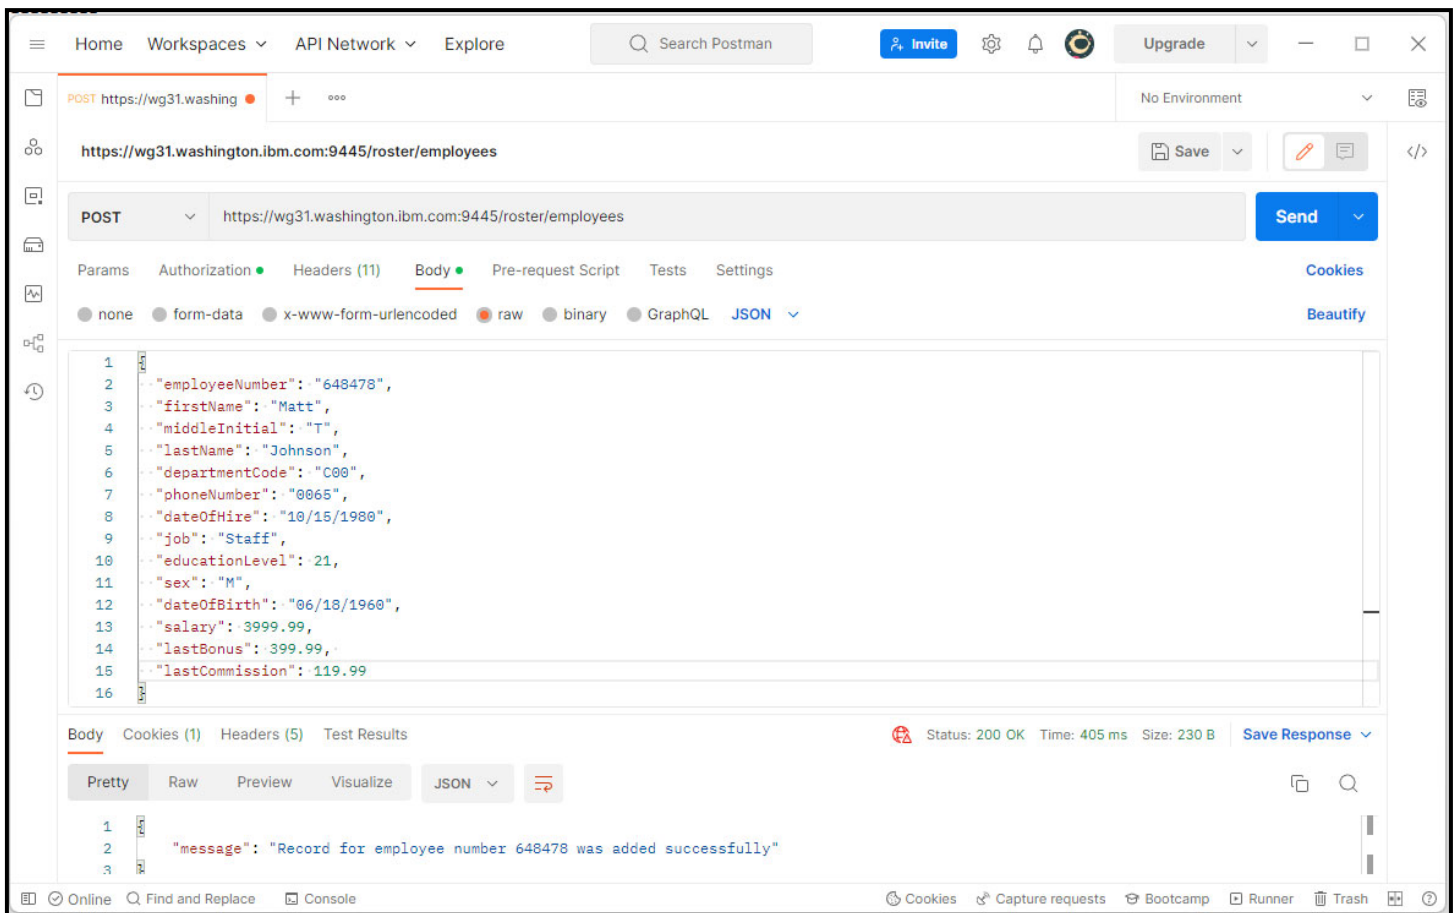 Home Workspaces API Network Explore Search Postman Invite Upgrade
POST https://wg31.washing No Environment
https://wg31.washington.ibm.com:9445/roster/employees Save </>
POST https://wg31.washington.ibm.com:9445/roster/employees Send
Params Authorization Headers (11) Body Pre-request Script Tests Settings Cookies
none form-data x-www-form-urlencoded raw binary GraphQL JSON Beautify
1 {
2 "employeeNumber": "648478",
3 "firstName": "Matt",
4 "middleInitial": "T",
5 "lastName": "Johnson",
6 "departmentCode": "C00",
7 "phoneNumber": "0065",
8 "dateOfHire": "10/15/1980",
9 "job": "Staff",
10 "educationLevel": 21,
11 "sex": "M",
12 "dateOfBirth": "06/18/1960",
13 "salary": 3999.99,
14 "lastBonus": 399.99,
15 "lastCommission": 119.99
16 }
Body Cookies (1) Headers (5) Test Results Status: 200 OK Time: 405 ms Size: 230 B Save Response
Pretty Raw Preview Visualize JSON
1 {
2 "message": "Record for employee number 648478 was added successfully"
3 }
Online Find and Replace Console Cookies Capture requests Bootcamp Runner Trash